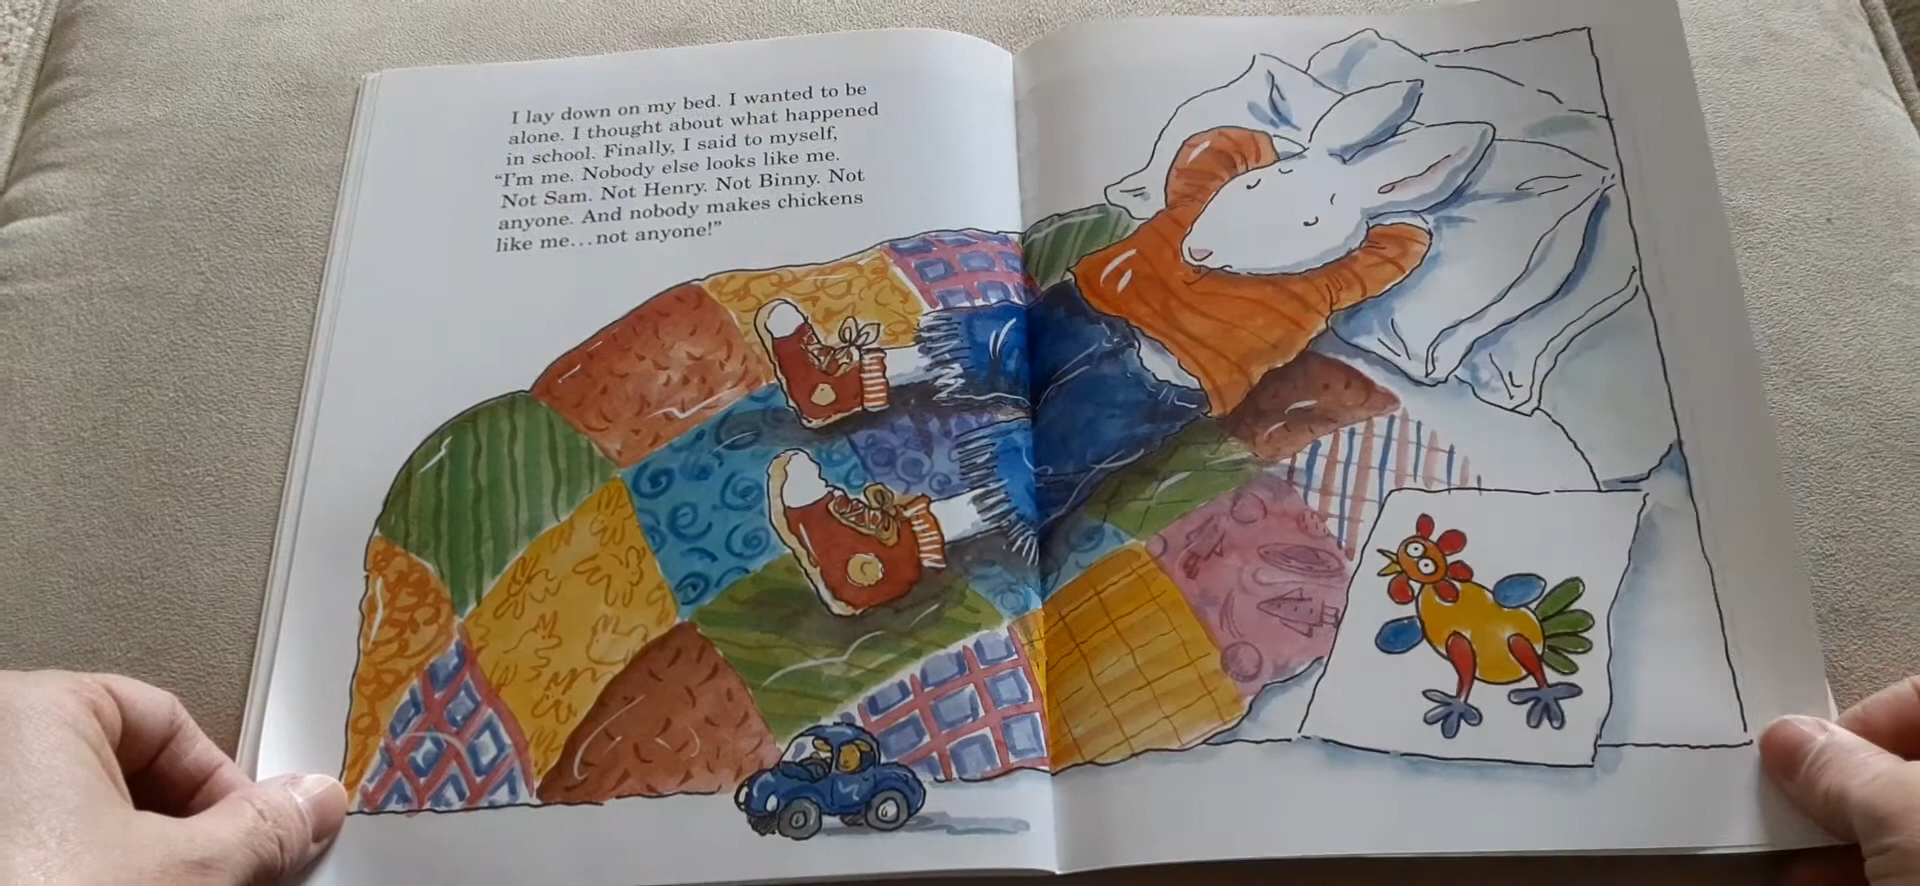 I lay down on my bed. I wanted to be
alone. I thought about what happened
in school. Finally, I said to myself,
“I'm me. Nobody else looks like me.
Not Sam. Not Henry. Not Binny. Not
anyone. And nobody makes chickens
like me...not anyone!”